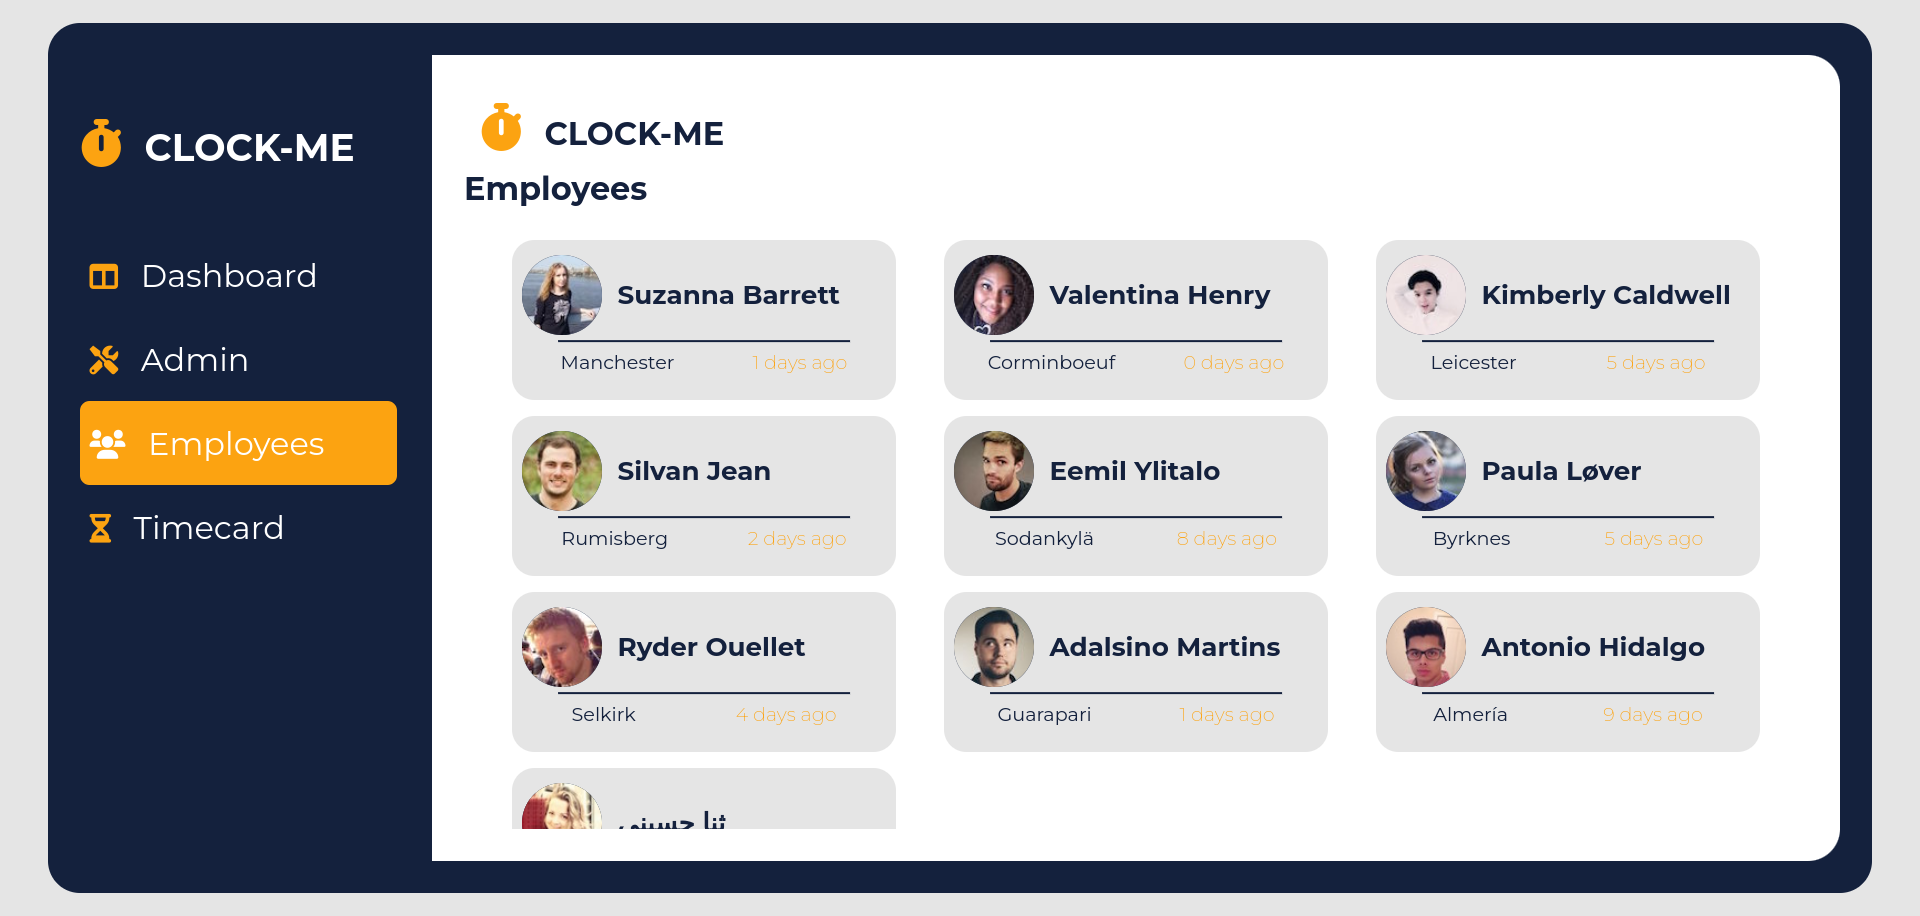 CLOCK-ME
Dashboard
Admin
Employees
Timecard
CLOCK-ME
Employees
Suzanna Barrett
Manchester 1 days ago
Valentina Henry
Corminboeuf 0 days ago
Kimberly Caldwell
Leicester 5 days ago
Silvan Jean
Rumisberg 2 days ago
Eemil Ylitalo
Sodankylä 8 days ago
Paula Løver
Byrknes 5 days ago
Ryder Ouellet
Selkirk 4 days ago
Adalsino Martins
Guarapari 1 days ago
Antonio Hidalgo
Almería 9 days ago
ثنا حسینی